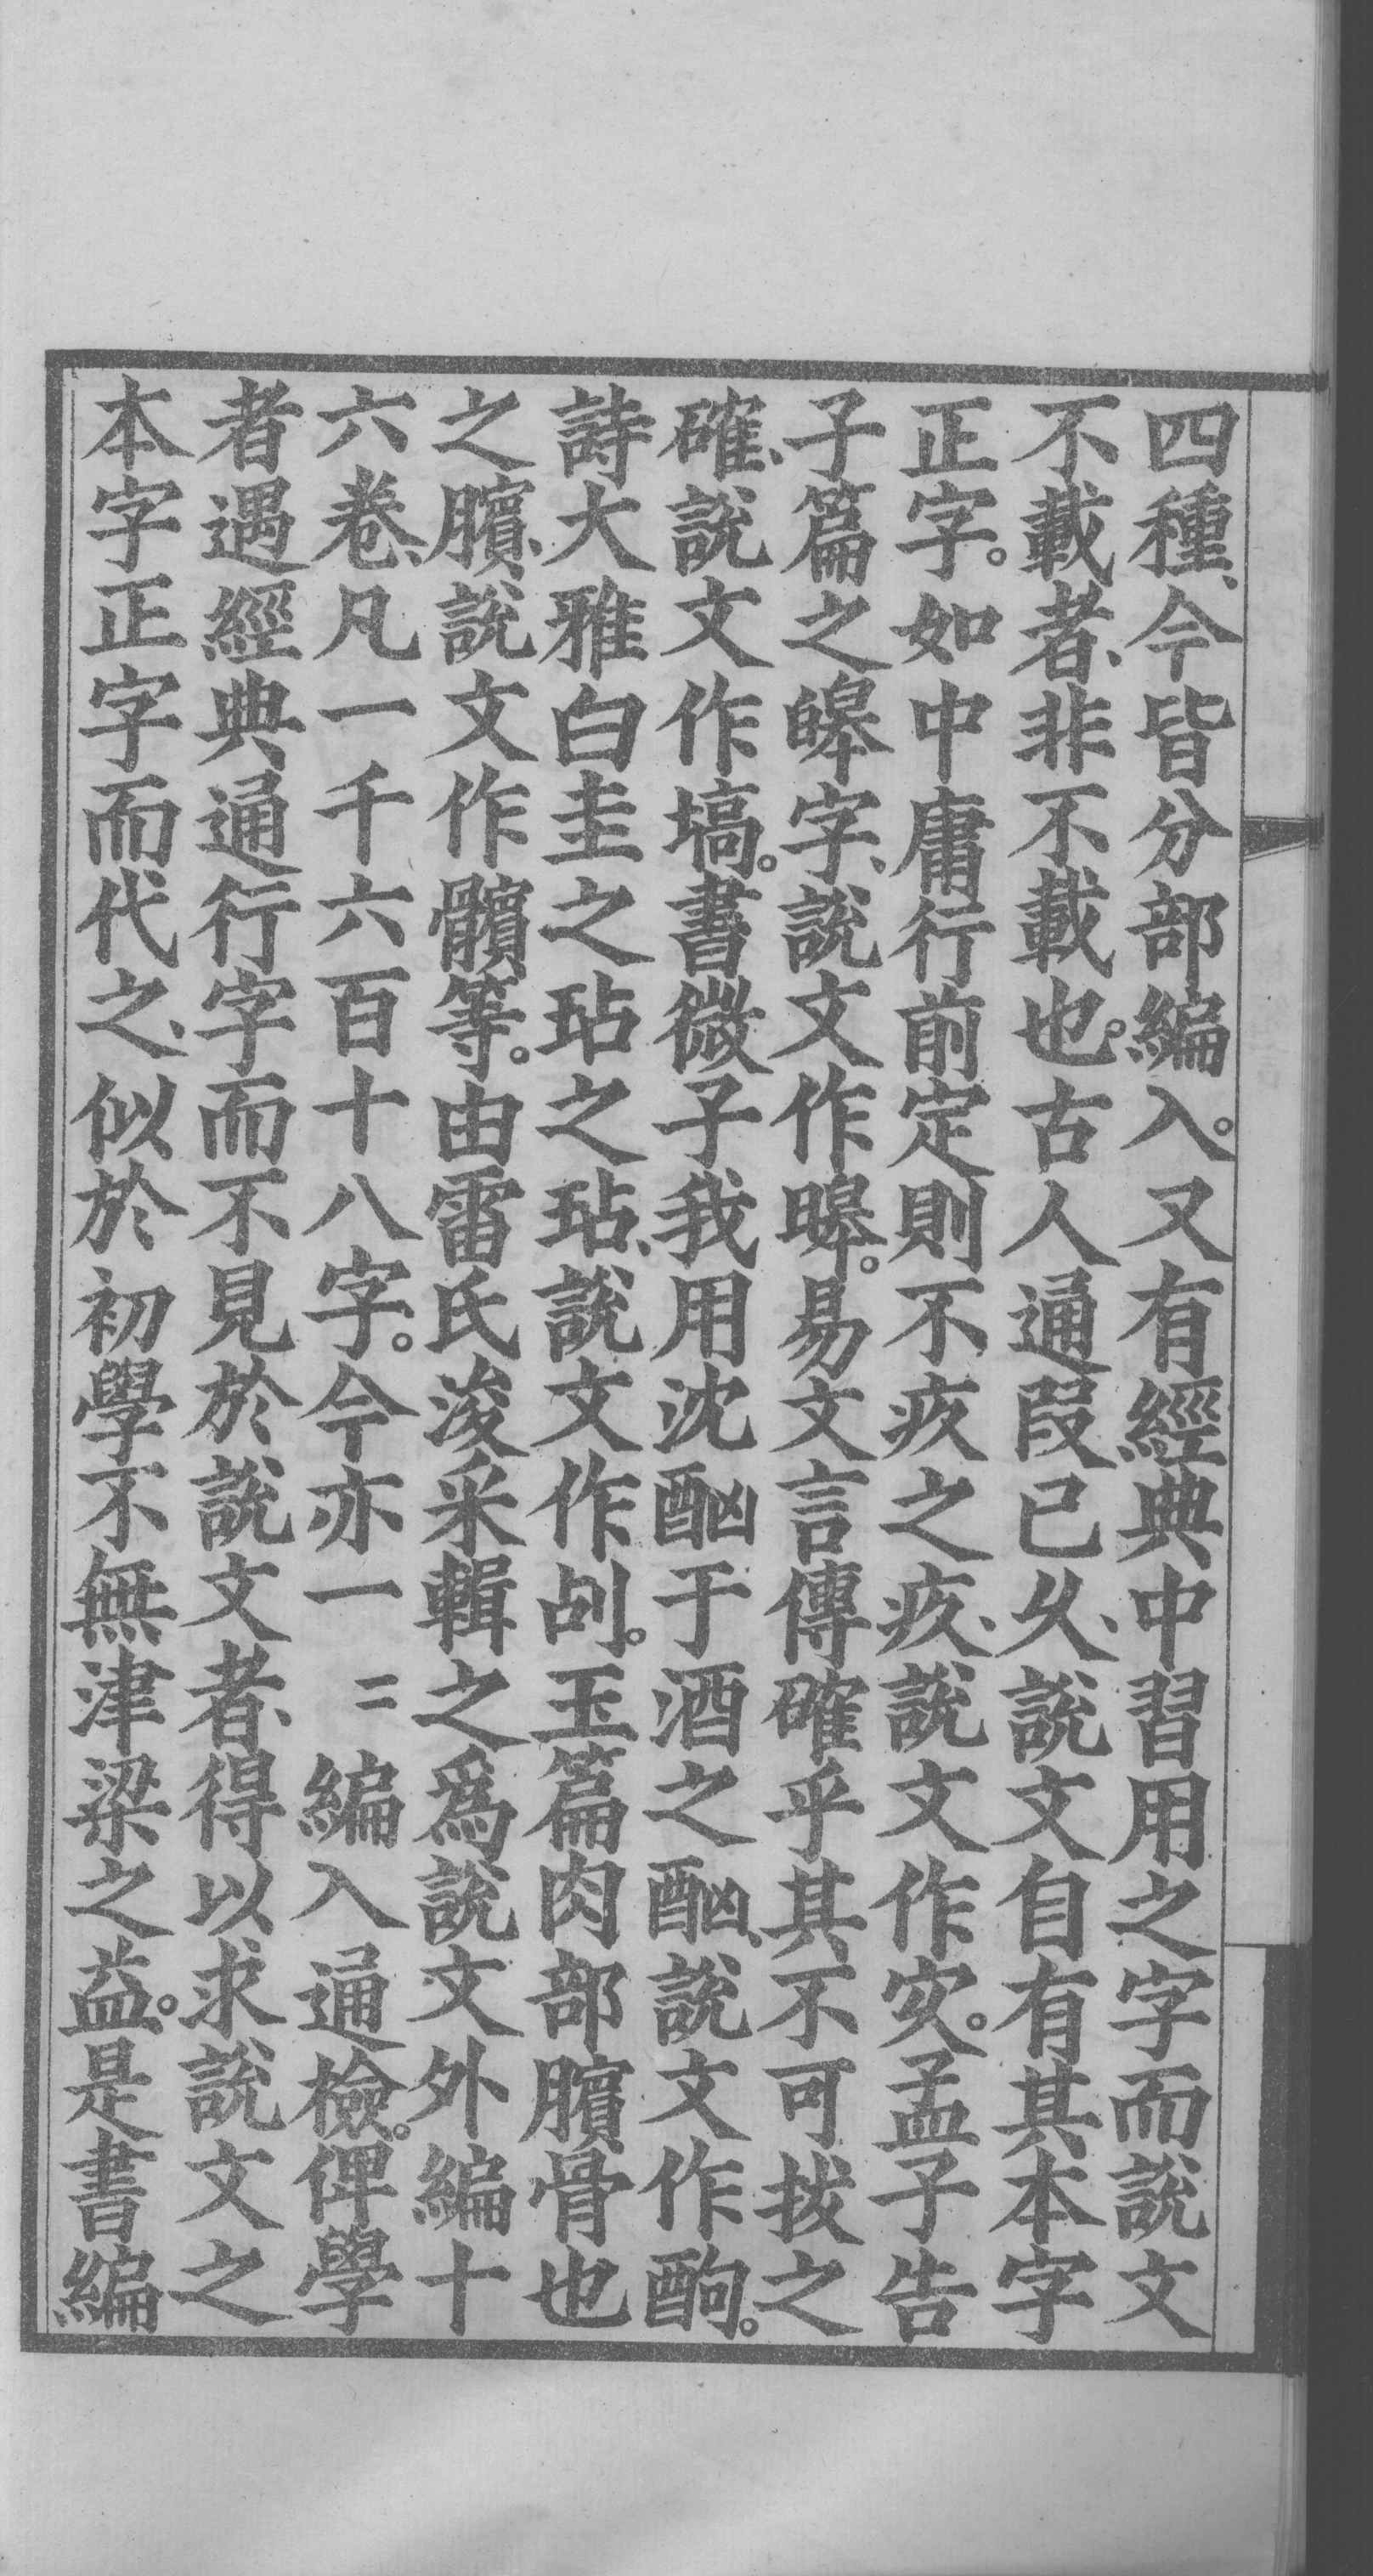 四種、今皆分部編入。又有經典中習用之字而說文
不載者、非不載也。古人通叚已久、說文自有其本字
正字。如中庸行前定則不疚之疚、說文作㝌。孟子告
子篇之皞字、說文作暤。易文言傳確乎其不可拔之
確、說文作塙。書微子我用沈酗于酒之酗、說文作酌。
詩大雅白圭之玷之玷、說文作㓠。玉篇肉部臏骨也
之臏、說文作髕等。由雷氏浚采輯之爲說文外編十
六卷、凡一千六百十八字。今亦一二編入通檢。俾學
者遇經典通行字而不見於說文者、得以求說文之
本字正字而代之、似於初學不無津梁之益。是書編